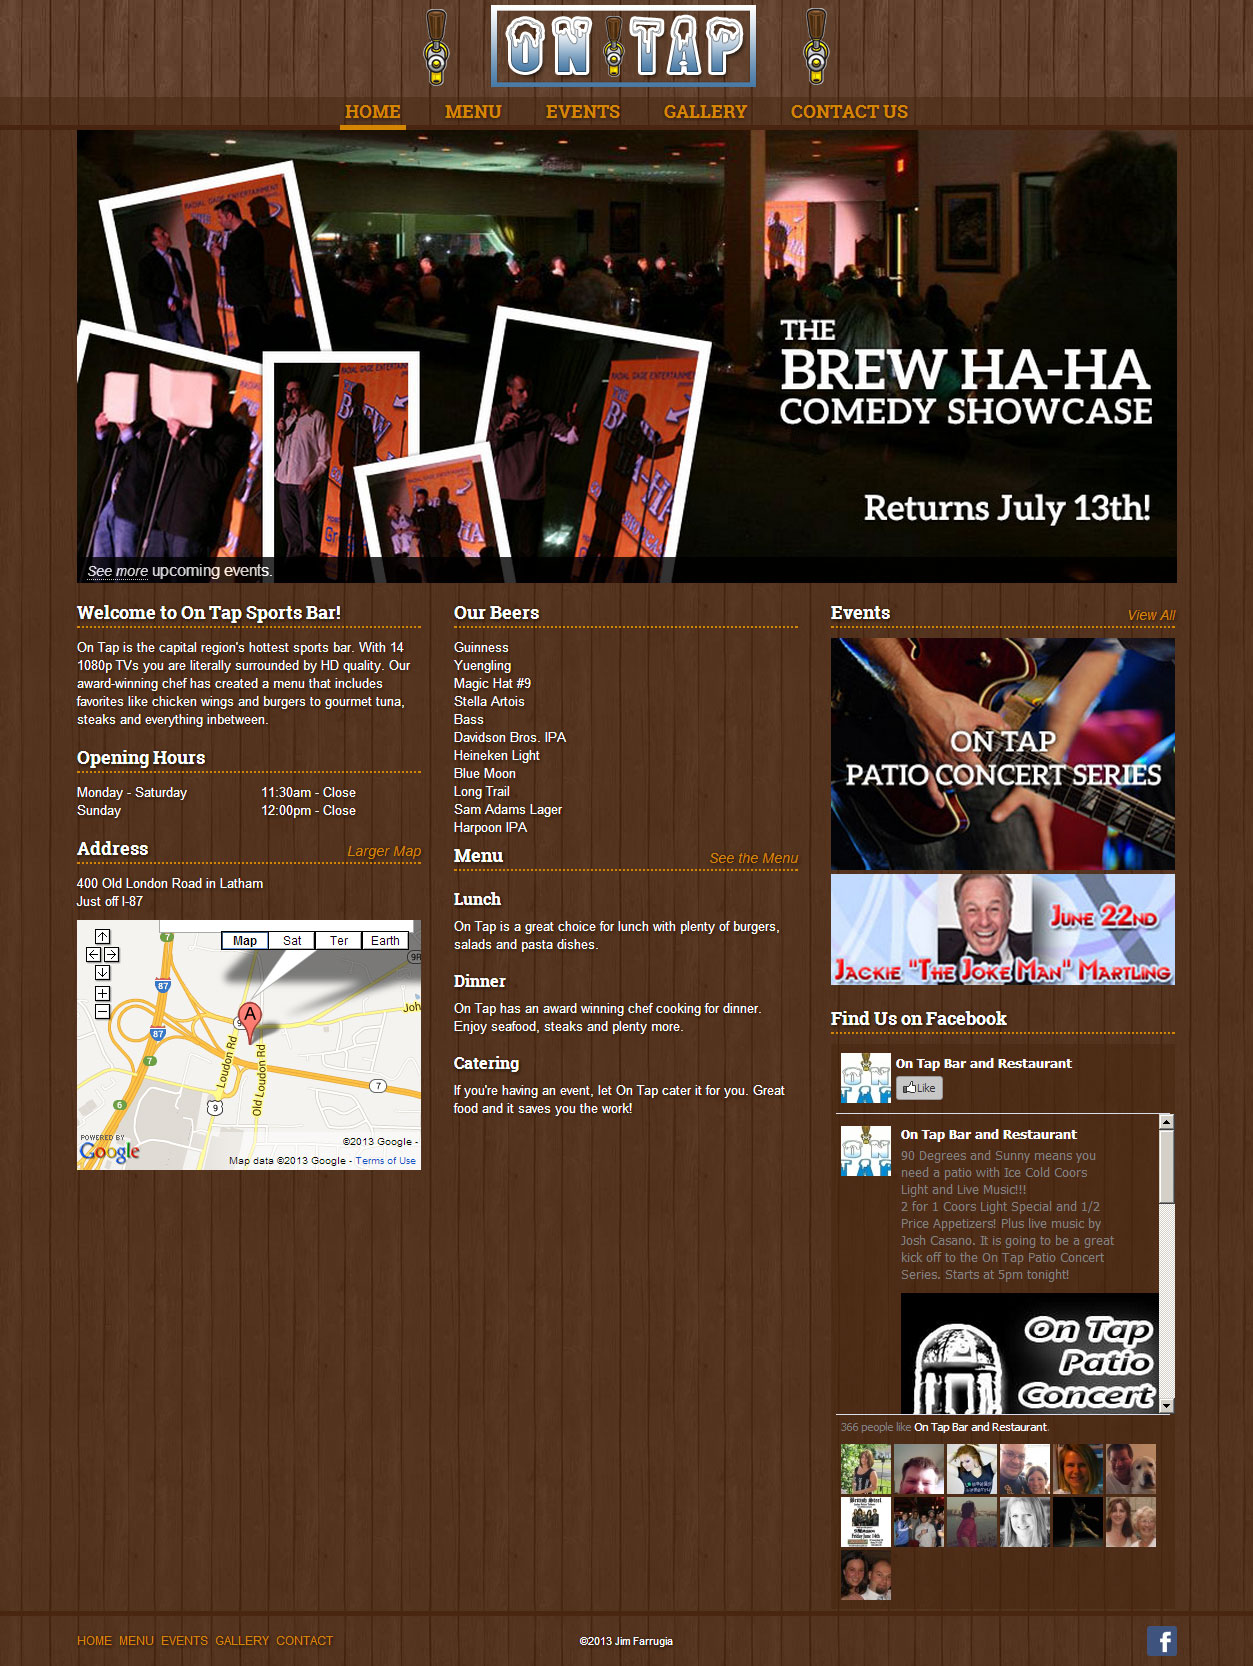 ON TAP
HOME MENU EVENTS GALLERY CONTACT US
RADIAL GAGE ENTERTAINMENT
THE
BREW HA-HA
COMEDY SHOWCASE
Returns July 13th!
See more upcoming events.
Welcome to On Tap Sports Bar!
On Tap is the capital region's hottest sports bar. With 14
1080p TVs you are literally surrounded by HD quality. Our
award-winning chef has created a menu that includes
favorites like chicken wings and burgers to gourmet tuna,
steaks and everything inbetween.
Opening Hours
Monday - Saturday 11:30am - Close
Sunday 12:00pm - Close
Address Larger Map
400 Old London Road in Latham
Just off I-87
Map Sat Ter Earth
7
9R
87
Joh
A
87
7
Loudon Rd
Old Loudon Rd
7
6
9
POWERED BY
Google
©2013 Google -
Map data ©2013 Google - Terms of Use
Our Beers
Guinness
Yuengling
Magic Hat #9
Stella Artois
Bass
Davidson Bros. IPA
Heineken Light
Blue Moon
Long Trail
Sam Adams Lager
Harpoon IPA
Menu See the Menu
Lunch
On Tap is a great choice for lunch with plenty of burgers,
salads and pasta dishes.
Dinner
On Tap has an award winning chef cooking for dinner.
Enjoy seafood, steaks and plenty more.
Catering
If you're having an event, let On Tap cater it for you. Great
food and it saves you the work!
Events View All
ON TAP
PATIO CONCERT SERIES
JUNE 22ND
JACKIE "THE JOKE MAN" MARTLING
Find Us on Facebook
On Tap Bar and Restaurant
Like
On Tap Bar and Restaurant
90 Degrees and Sunny means you
need a patio with Ice Cold Coors
Light and Live Music!!!
2 for 1 Coors Light Special and 1/2
Price Appetizers! Plus live music by
Josh Casano. It is going to be a great
kick off to the On Tap Patio Concert
Series. Starts at 5pm tonight!
On Tap
Patio
Concert
366 people like On Tap Bar and Restaurant.
British Steel
HOME MENU EVENTS GALLERY CONTACT
©2013 Jim Farrugia
f